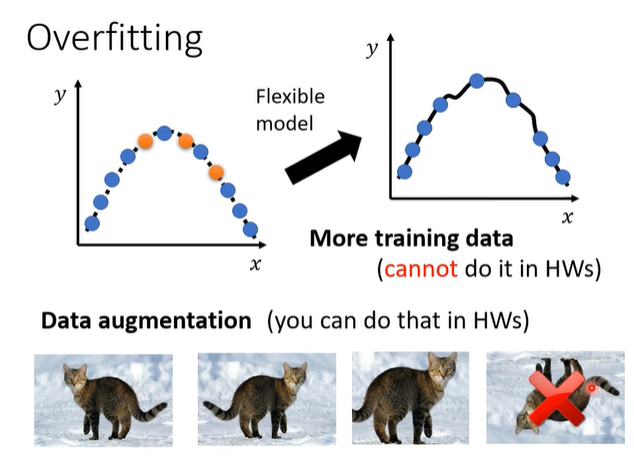 Overfitting
y
x
Flexible
model
y
x
More training data
(cannot do it in HWs)
Data augmentation (you can do that in HWs)